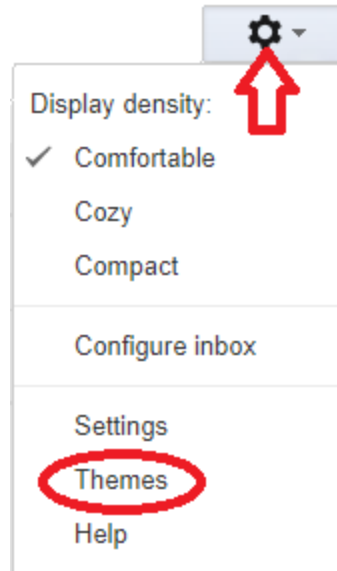 Display density:
Comfortable
Cozy
Compact
Configure inbox
Settings
Themes
Help